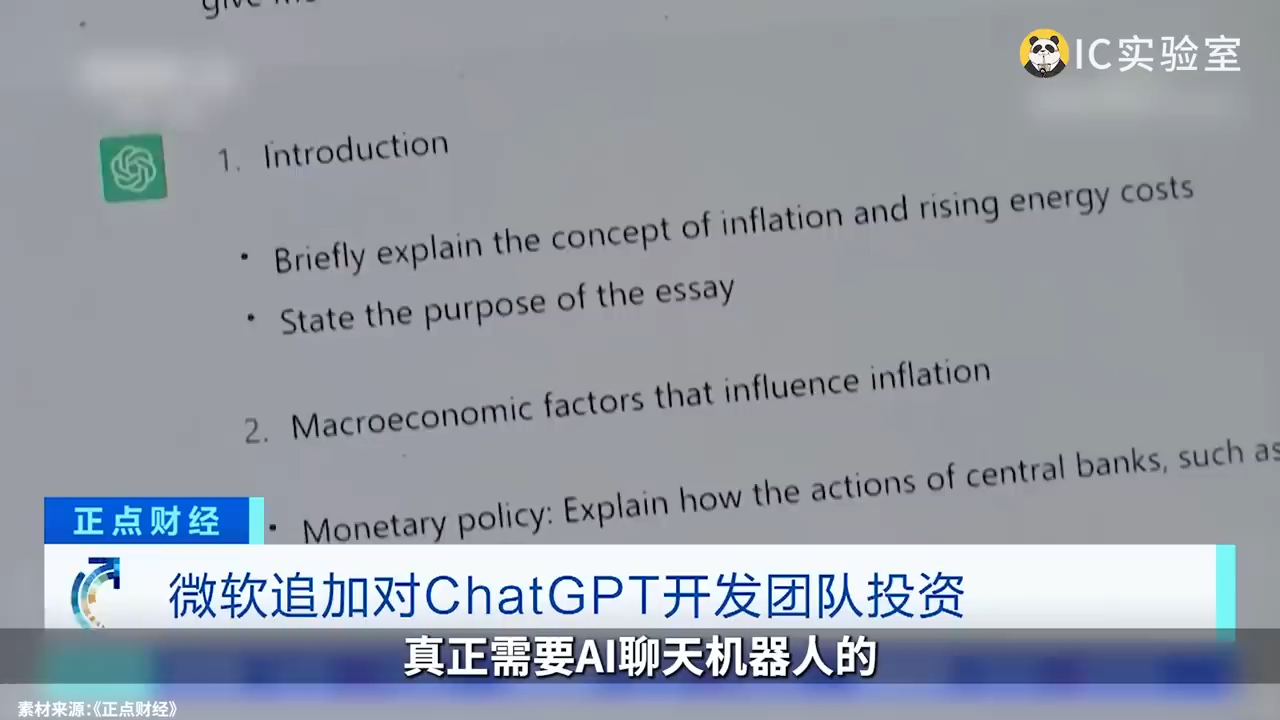 IC实验室
1. Introduction
• Briefly explain the concept of inflation and rising energy costs
• State the purpose of the essay
2. Macroeconomic factors that influence inflation
• Monetary policy: Explain how the actions of central banks, such as
正点财经
微软追加对ChatGPT开发团队投资
真正需要AI聊天机器人的
素材来源:《正点财经》